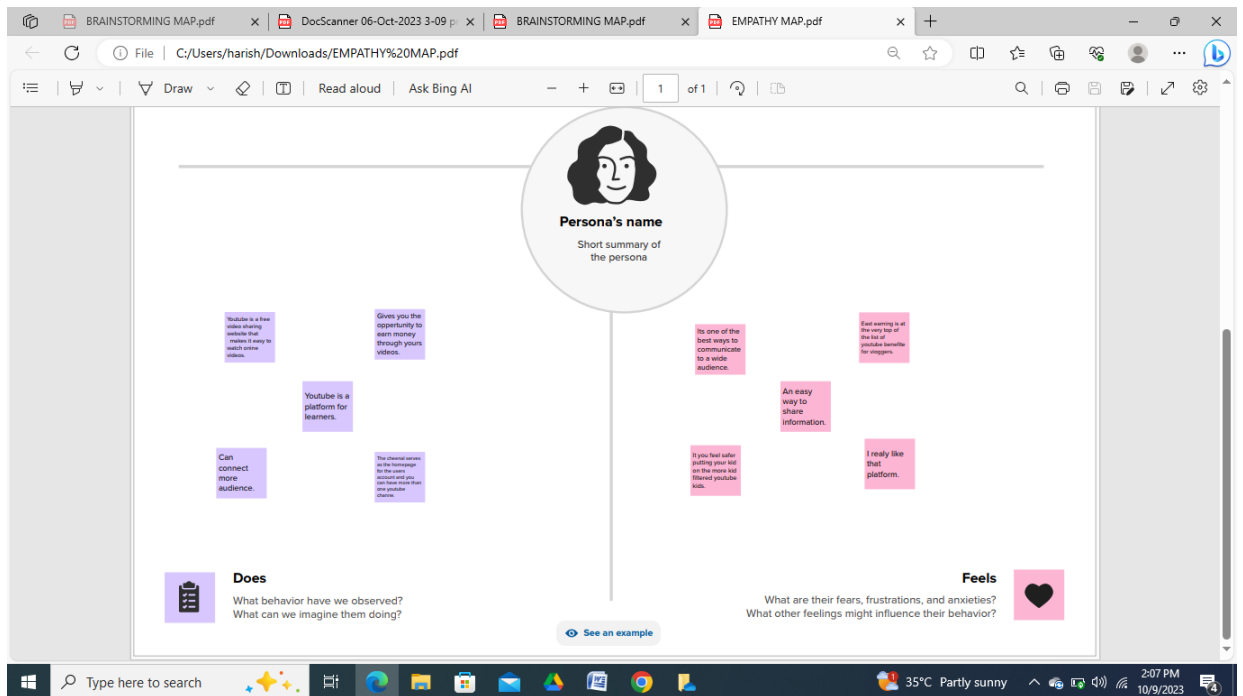 BRAINSTORMING MAP.pdf
DocScanner 06-Oct-2023 3-09 p
BRAINSTORMING MAP.pdf
EMPATHY MAP.pdf
File
C:/Users/harish/Downloads/EMPATHY%20MAP.pdf
Draw
Read aloud
Ask Bing AI
1
of 1
Persona's name
Short summary of
the persona
Youtube is a free
video sharing
website that
makes it easy to
watch online
videos.
Gives you the
oppertunity to
earn money
through yours
videos.
Youtube is a
platform for
learners.
Can
connect
more
audience.
The cheenal serves
as the homepage
for the users
account and you
can have more than
one youtube
channe
Its one of the
best ways to
communicate
to a wide
audience.
East earning is at
the very top of
the list of
youtube benefite
for vloggers.
An easy
way to
share
information.
It you feel safer
putting your kid
on the more kid
filtered youtube
kids.
I realy like
that
platform.
Does
What behavior have we observed?
What can we imagine them doing?
Feels
What are their fears, frustrations, and anxieties?
What other feelings might influence their behavior?
See an example
Type here to search
35°C Partly sunny
2:07 PM
10/9/2023
4